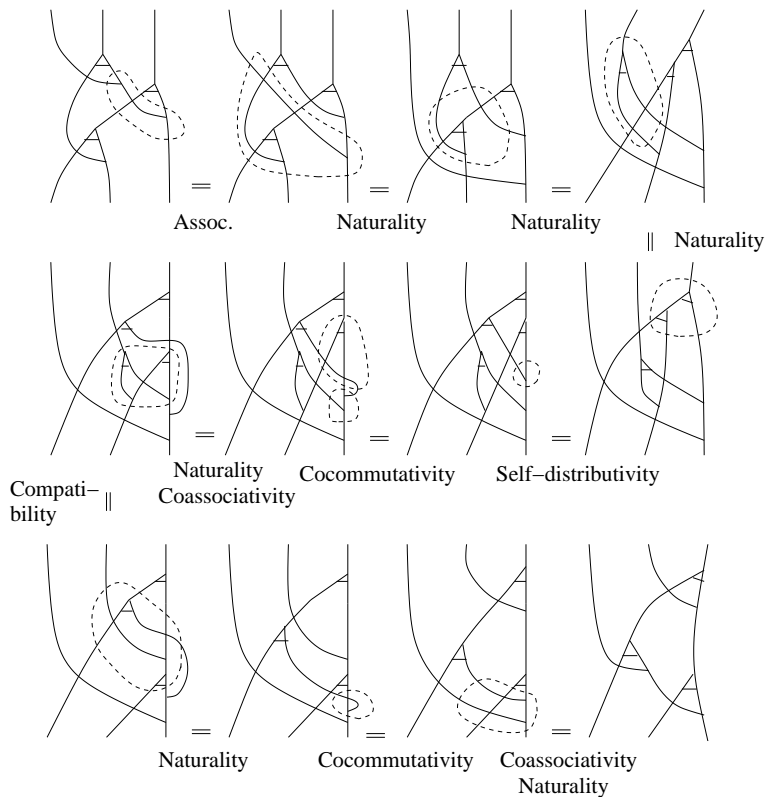 Assoc.
Naturality
Naturality
Naturality
Naturality
Coassociativity
Cocommutativity
Self−distributivity
Compati−
bility
Naturality
Cocommutativity
Coassociativity
Naturality